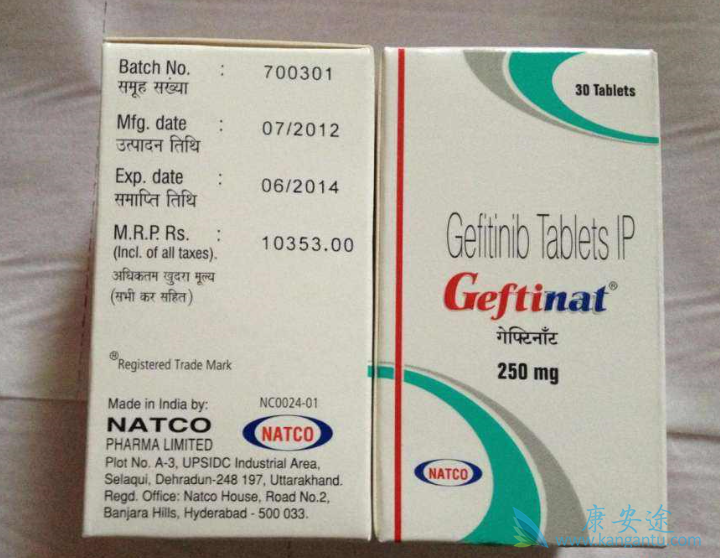 Batch No. : 700301
समूह संख्या
Mfg. date : 07/2012
उत्पादन तिथि
Exp. date : 06/2014
समाप्ति तिथि
M.R.P. Rs. : 10353.00
(Incl. of all taxes).
अधिकतम खुदरा मूल्य
(सभी कर सहित)
®Registered Trade Mark
Made in India by: NC0024-01
NATCO
PHARMA LIMITED
NATCO
Plot No. A-3, UPSIDC Industrial Area,
Selaqui, Dehradun-248 197, Uttarakhand.
Regd. Office: Natco House, Road No.2,
Banjara Hills, Hyderabad - 500 033.
30 Tablets
Gefitinib Tablets IP
Geftinat®
गेफ्टिनॉट
250 mg
NATCO
康安途
www.kangantu.com